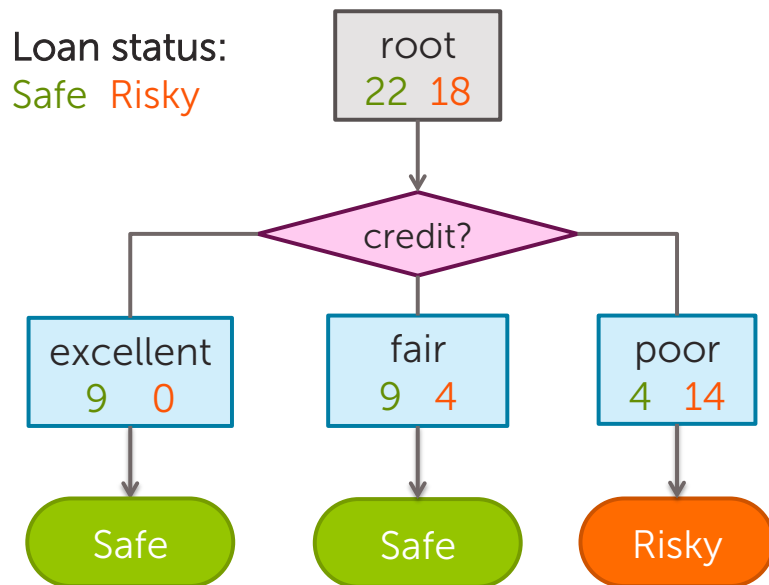 Loan status:
Safe Risky
root
22 18
credit?
excellent
9 0
fair
9 4
poor
4 14
Safe
Safe
Risky